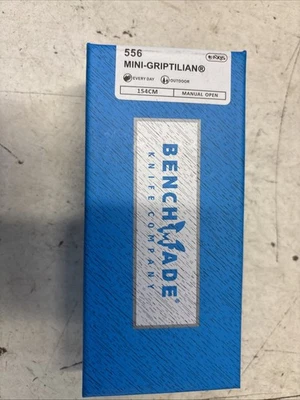 556
MINI-GRIPTILIAN®
EVERY DAY OUTDOOR
154CM MANUAL OPEN
BENCHMADE®
KNIFE COMPANY